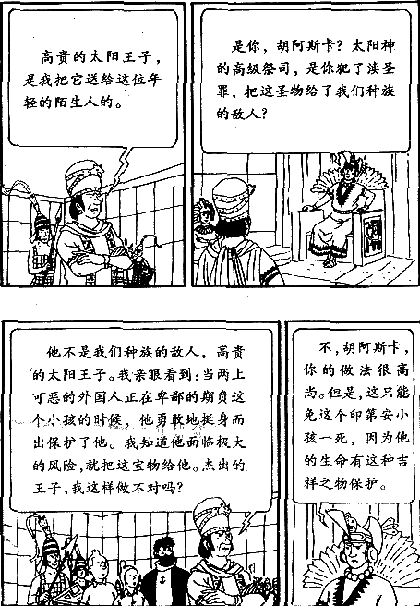 高贵的太阳王子，
是我把它送给这位年
轻的陌生人的。
是你，胡阿斯卡？太阳神
的高级祭司，是你犯了渎圣
罪，把这圣物给了我们种族
的敌人？
他不是我们种族的敌人，高贵
的太阳王子。我亲眼看到：当两上
可恶的外国人正在卑鄙的期负这
个小孩的时候，他勇敢地挺身而
出保护了他。我知道他面临极大
的风险，就把这宝物给他。杰出的
王子，我这样做不对吗？
不，胡阿斯卡，
你的做法很高
尚。但是，这只能
免这个印第安小
孩一死，因为他
的生命有这种吉
祥之物保护。